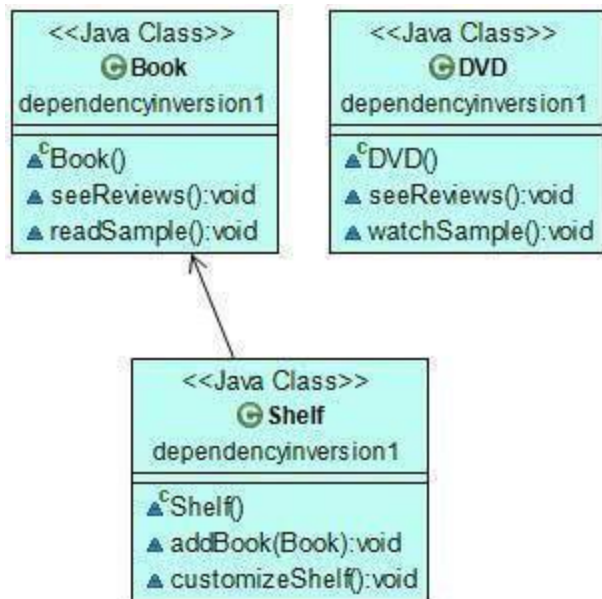 <<Java Class>>
Book
dependencyinversion1
Book()
seeReviews():void
readSample():void
<<Java Class>>
DVD
dependencyinversion1
DVD()
seeReviews():void
watchSample():void
<<Java Class>>
Shelf
dependencyinversion1
Shelf()
addBook(Book):void
customizeShelf():void